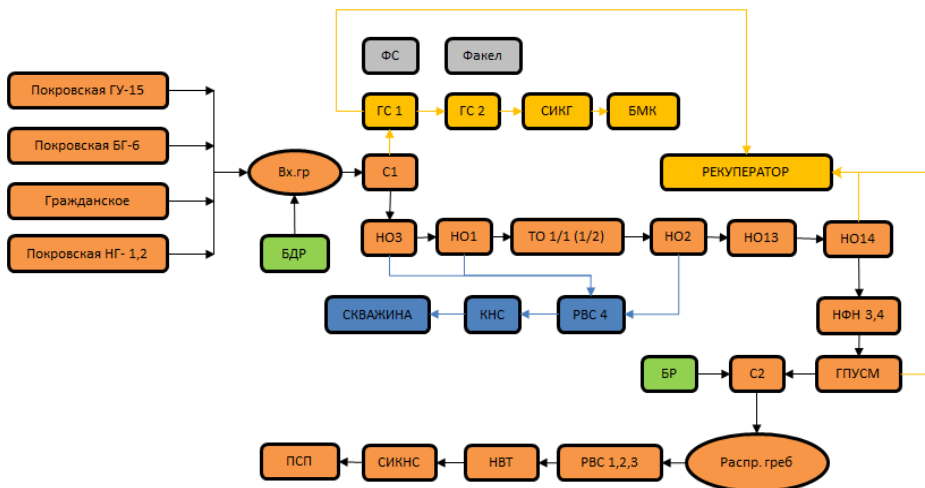 ФС
Факел
Покровская ГУ-15
ГС 1
ГС 2
СИКГ
БМК
Покровская БГ-6
Вх.гр
С1
РЕКУПЕРАТОР
Гражданское
Покровская НГ- 1,2
БДР
НО3
НО1
ТО 1/1 (1/2)
НО2
НО13
НО14
СКВАЖИНА
КНС
РВС 4
НФН 3,4
БР
С2
ГПУСМ
ПСП
СИКНС
НВТ
РВС 1,2,3
Распр. греб